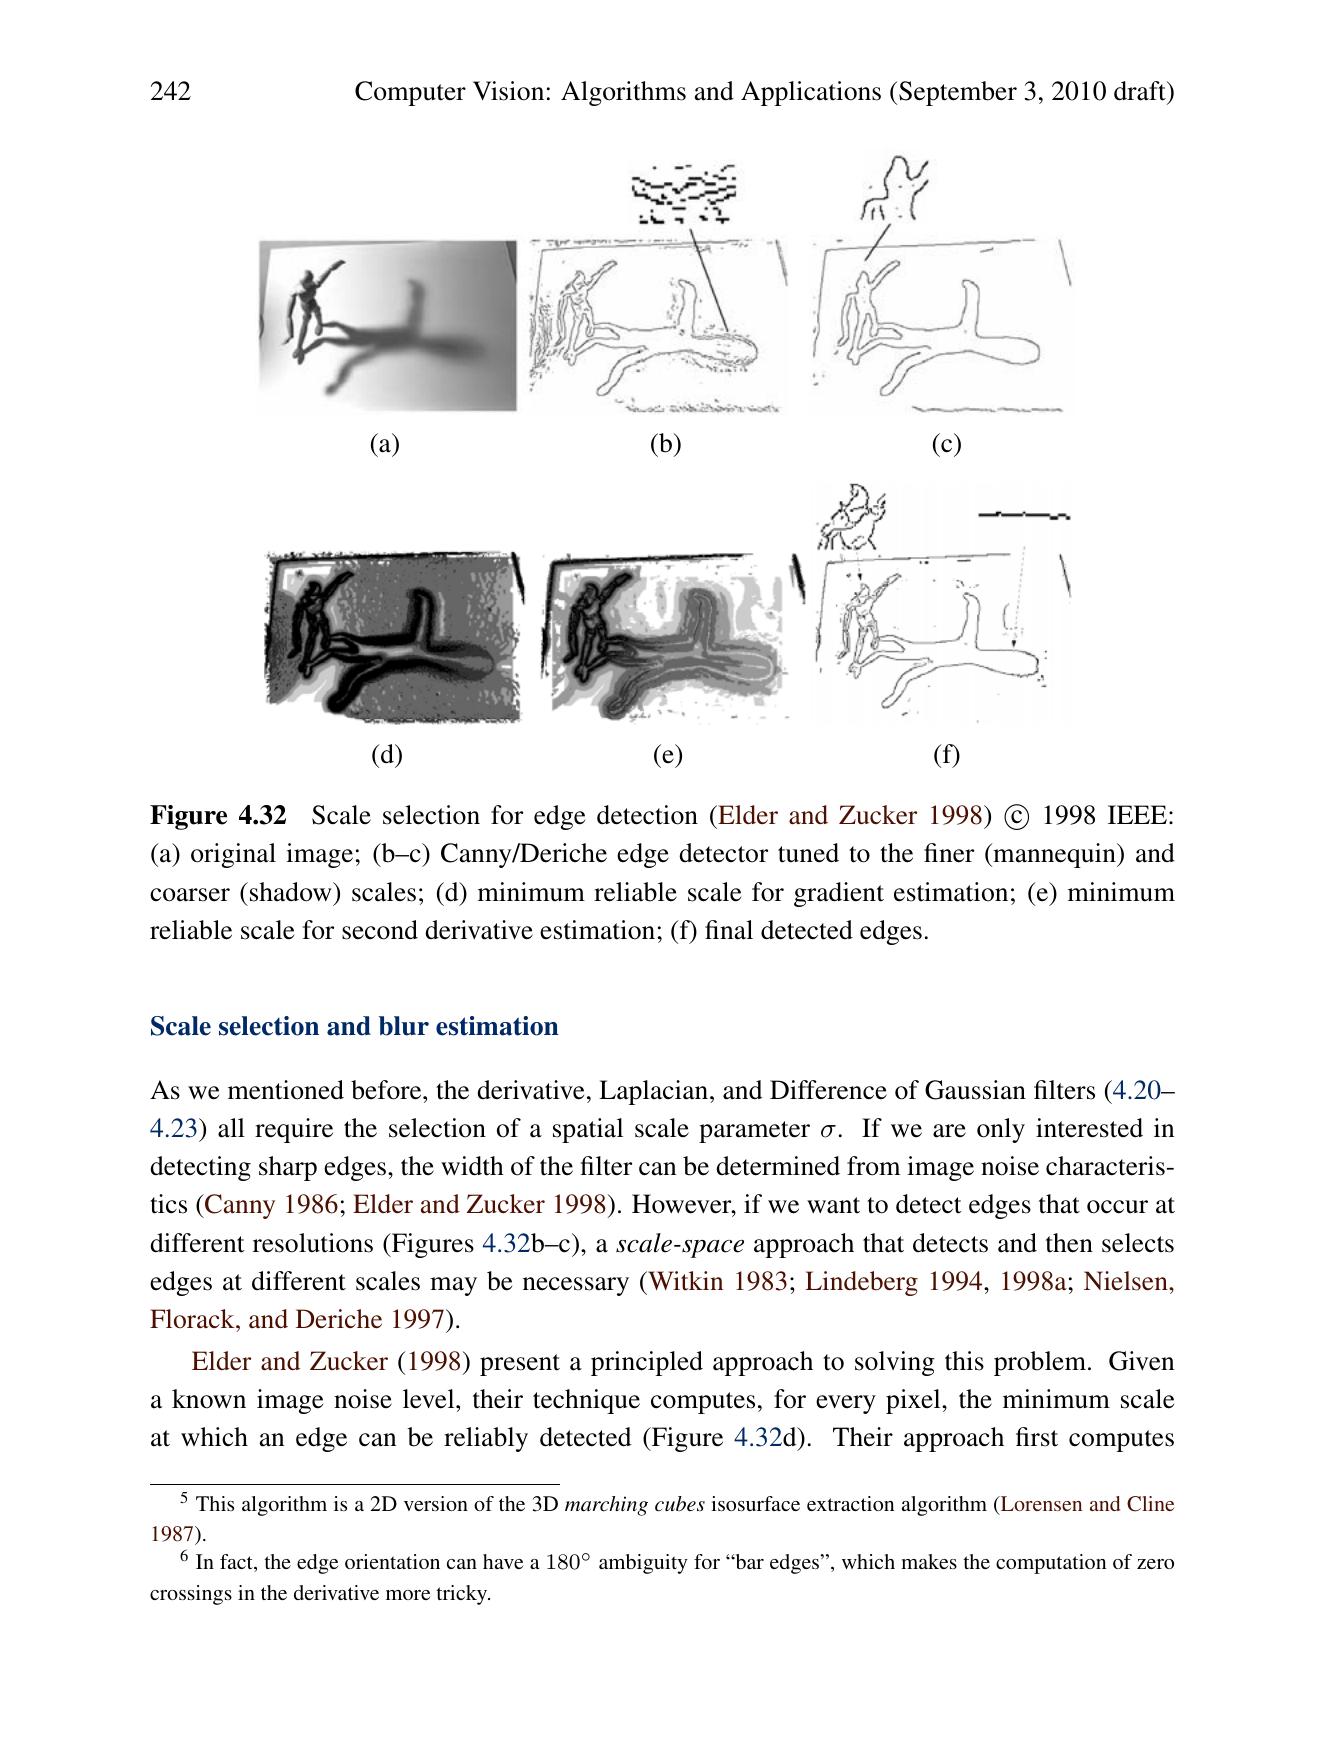 242 Computer Vision: Algorithms and Applications (September 3, 2010 draft)
(a) (b) (c)
(d) (e) (f)
Figure 4.32 Scale selection for edge detection (Elder and Zucker 1998) © 1998 IEEE:
(a) original image; (b–c) Canny/Deriche edge detector tuned to the finer (mannequin) and
coarser (shadow) scales; (d) minimum reliable scale for gradient estimation; (e) minimum
reliable scale for second derivative estimation; (f) final detected edges.
Scale selection and blur estimation
As we mentioned before, the derivative, Laplacian, and Difference of Gaussian filters (4.20–
4.23) all require the selection of a spatial scale parameter σ. If we are only interested in
detecting sharp edges, the width of the filter can be determined from image noise characteris-
tics (Canny 1986; Elder and Zucker 1998). However, if we want to detect edges that occur at
different resolutions (Figures 4.32b–c), a scale-space approach that detects and then selects
edges at different scales may be necessary (Witkin 1983; Lindeberg 1994, 1998a; Nielsen,
Florack, and Deriche 1997).
Elder and Zucker (1998) present a principled approach to solving this problem. Given
a known image noise level, their technique computes, for every pixel, the minimum scale
at which an edge can be reliably detected (Figure 4.32d). Their approach first computes
5 This algorithm is a 2D version of the 3D marching cubes isosurface extraction algorithm (Lorensen and Cline
1987).
6 In fact, the edge orientation can have a 180° ambiguity for “bar edges”, which makes the computation of zero
crossings in the derivative more tricky.